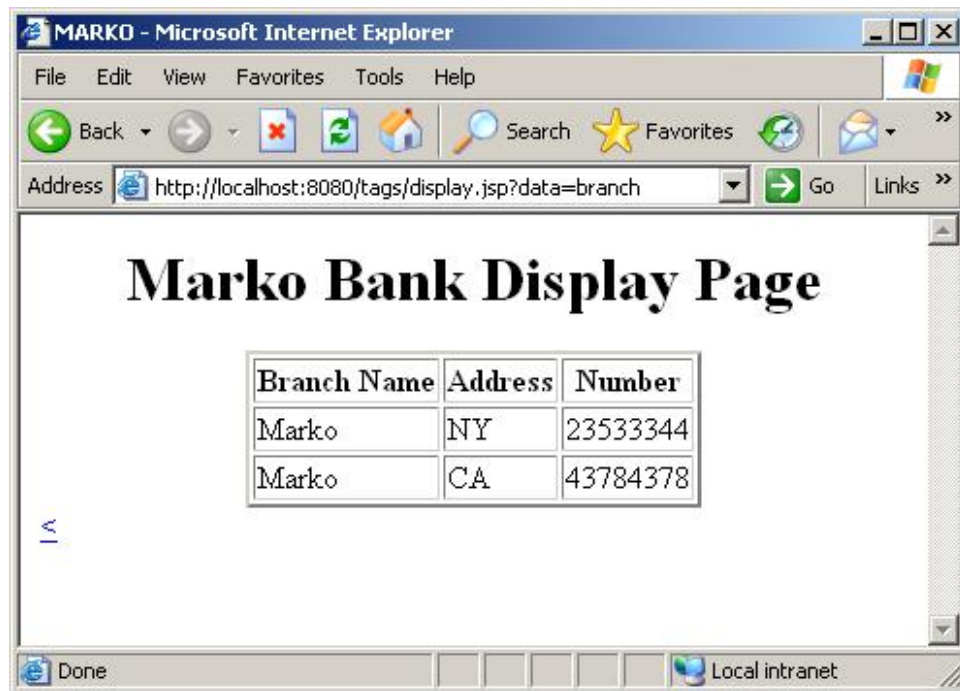 MARKO - Microsoft Internet Explorer
File Edit View Favorites Tools Help
Back Search Favorites »
Address http://localhost:8080/tags/display.jsp?data=branch Go Links »
Marko Bank Display Page
Branch Name Address Number
Marko NY 23533344
Marko CA 43784378
<
Done Local intranet